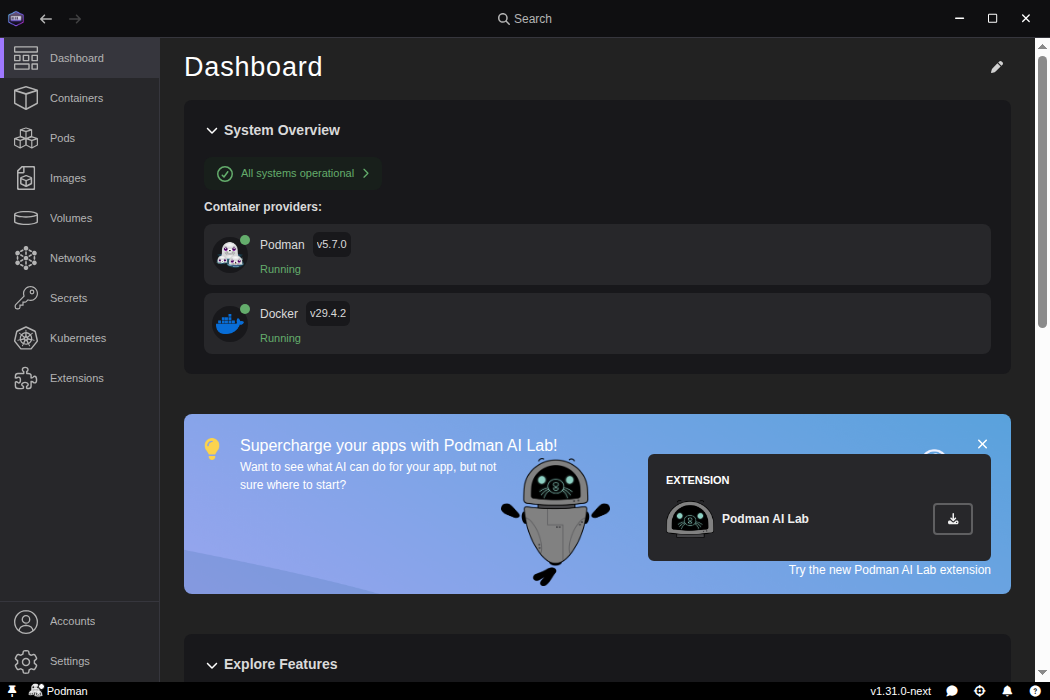 Search
Dashboard
Containers
Pods
Images
Volumes
Networks
Secrets
Kubernetes
Extensions
Accounts
Settings
Dashboard
System Overview
All systems operational
Container providers:
Podman v5.7.0
Running
Docker v29.4.2
Running
Supercharge your apps with Podman AI Lab!
Want to see what AI can do for your app, but not
sure where to start?
EXTENSION
Podman AI Lab
Try the new Podman AI Lab extension
Explore Features
Podman
v1.31.0-next